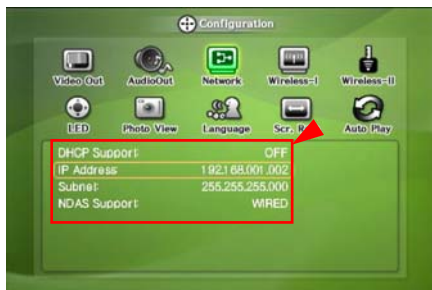 Configuration
Video Out AudioOut Network Wireless-I Wireless-II
LED Photo View Language Scr. R Auto Play
DHCP Support OFF
IP Address 192.168.001.002
Subnet 255.255.255.000
NDAS Support WIRED